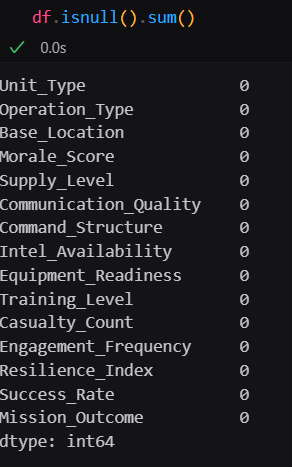 df.isnull().sum()
0.0s
Unit_Type 0
Operation_Type 0
Base_Location 0
Morale_Score 0
Supply_Level 0
Communication_Quality 0
Command_Structure 0
Intel_Availability 0
Equipment_Readiness 0
Training_Level 0
Casualty_Count 0
Engagement_Frequency 0
Resilience_Index 0
Success_Rate 0
Mission_Outcome 0
dtype: int64